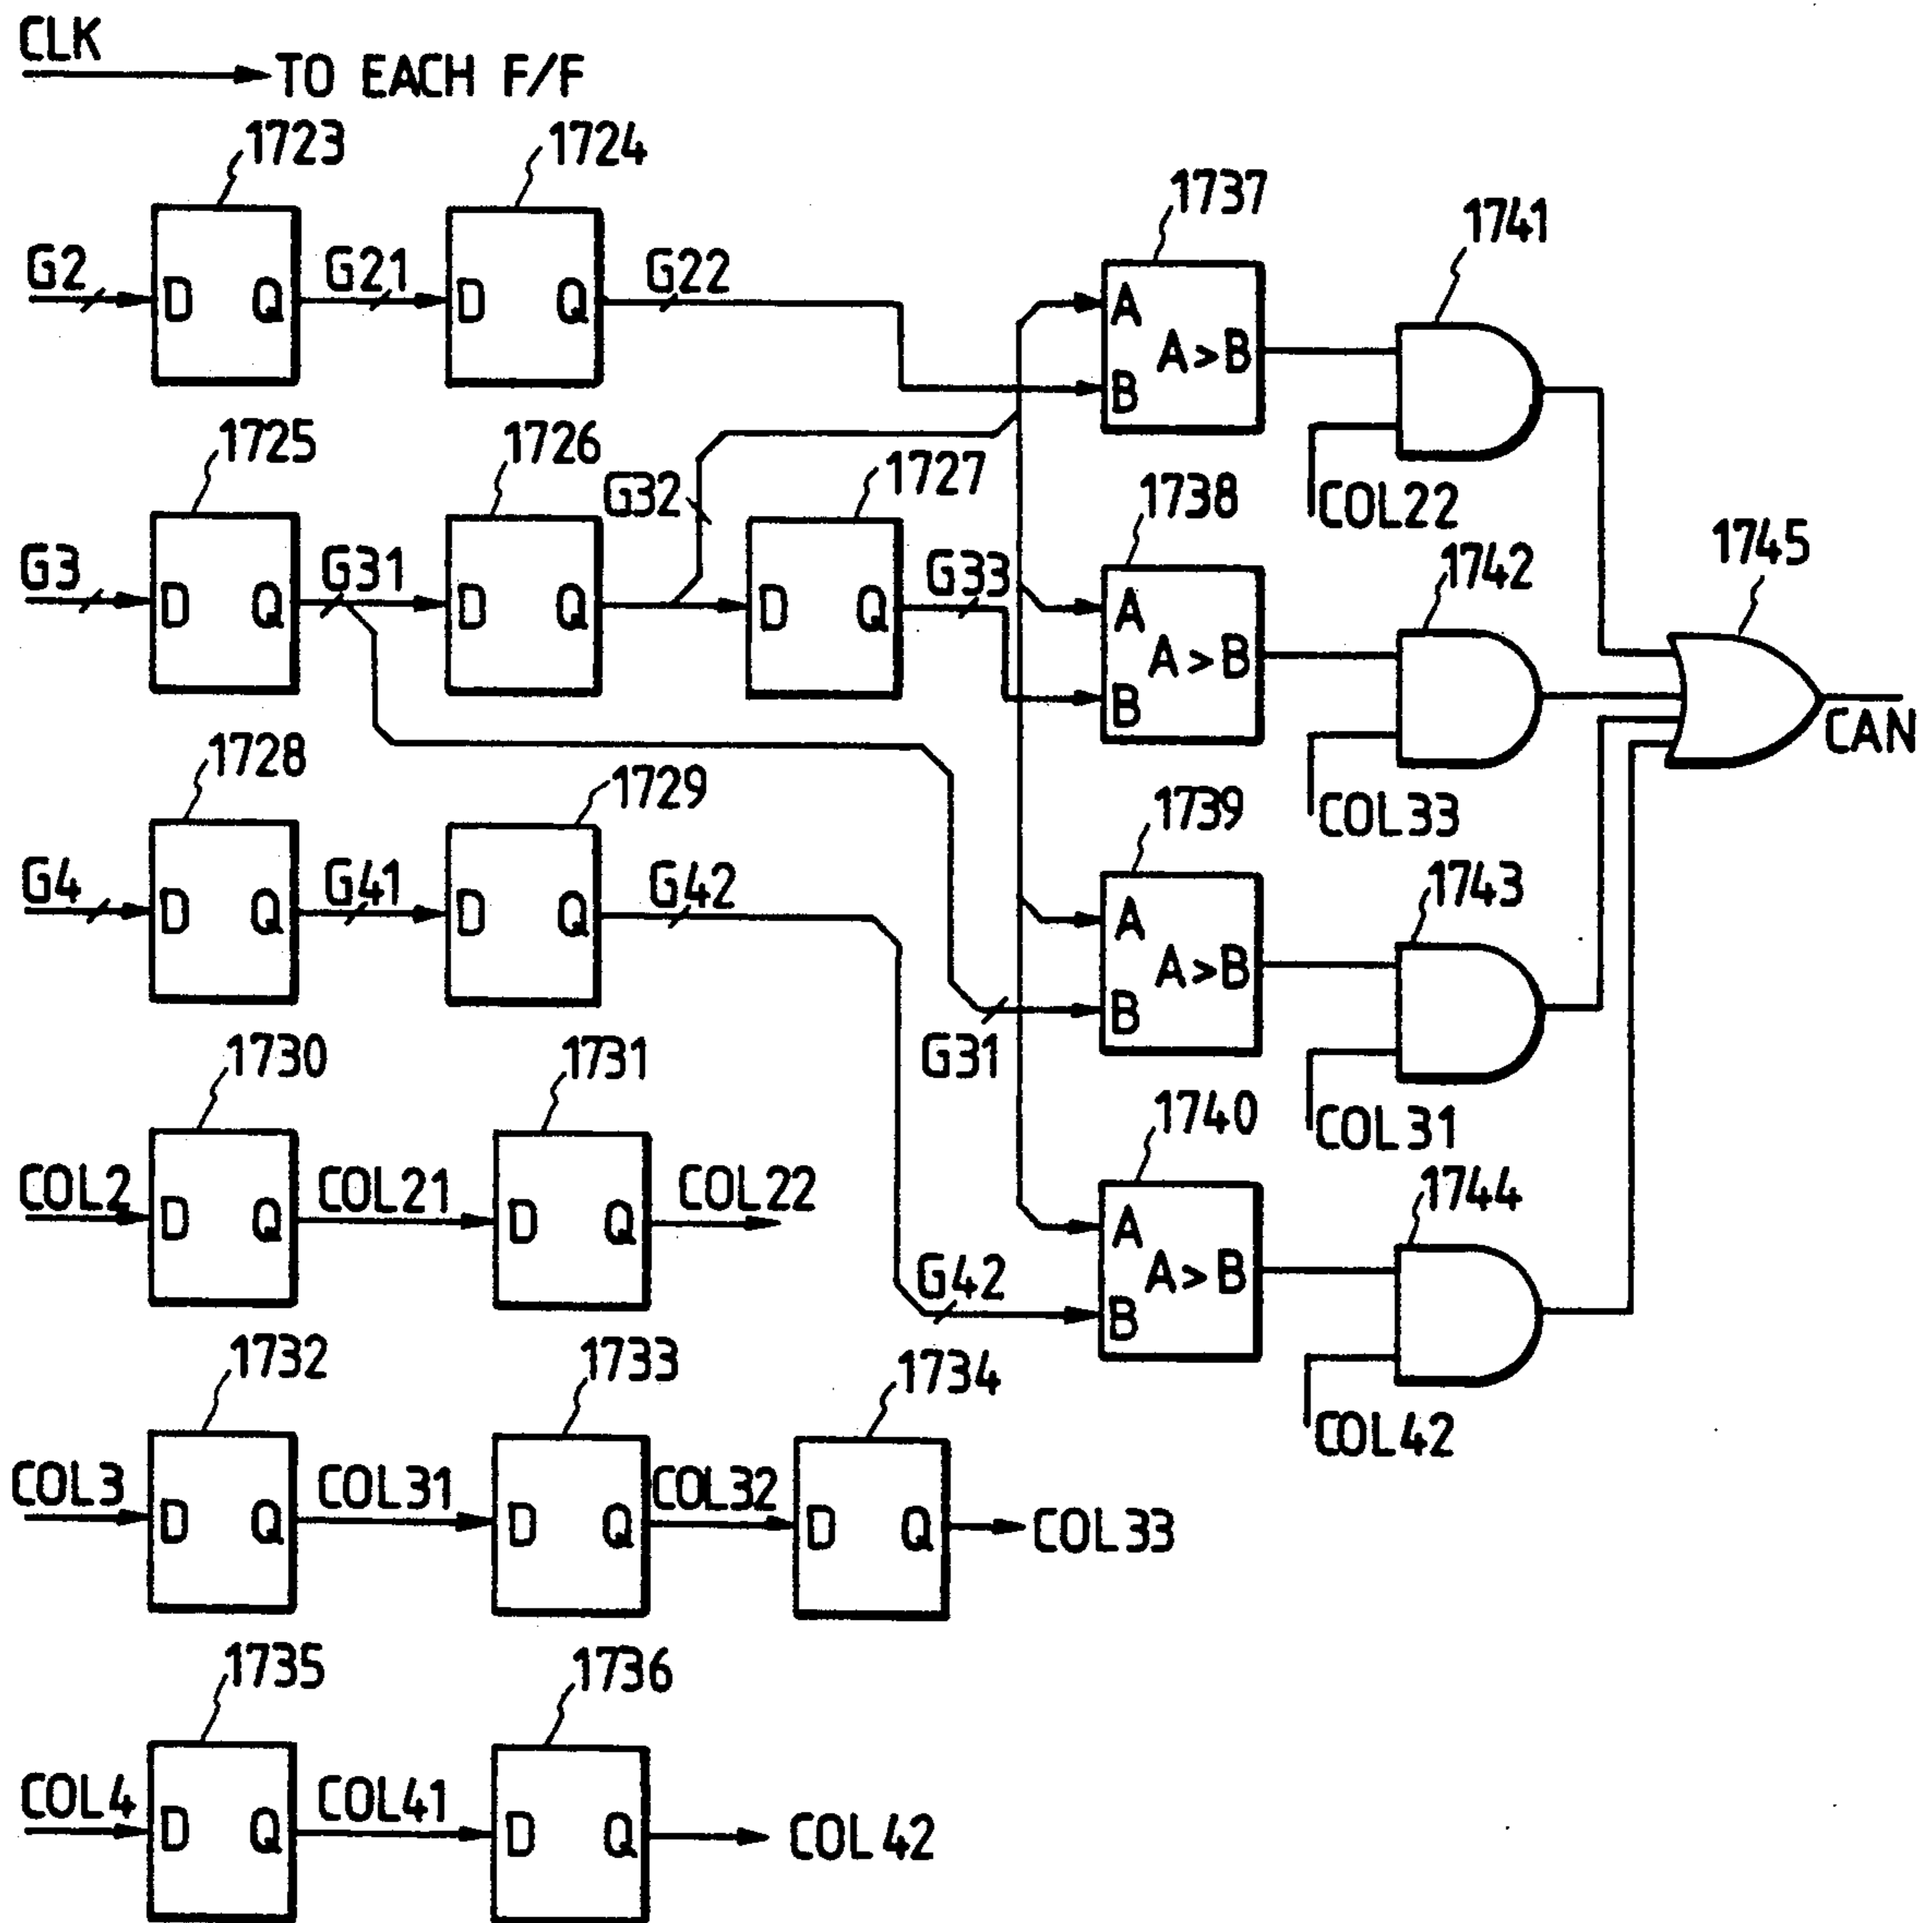 CLK
TO EACH F/F
1723
1724
G2
D
Q
G21
D
Q
G22
1737
A
A>B
B
1741
COL22
1725
1726
G32
1727
G3
D
Q
G31
D
Q
D
Q
G33
1738
A
A>B
B
1742
COL33
1745
CAN
1728
1729
G4
D
Q
G41
D
Q
G42
1739
A
A>B
B
G31
1743
COL31
1730
1731
COL2
D
Q
COL21
D
Q
COL22
1740
A
A>B
B
G42
1744
COL42
1732
1733
1734
COL3
D
Q
COL31
D
Q
COL32
D
Q
COL33
1735
1736
COL4
D
Q
COL41
D
Q
COL42